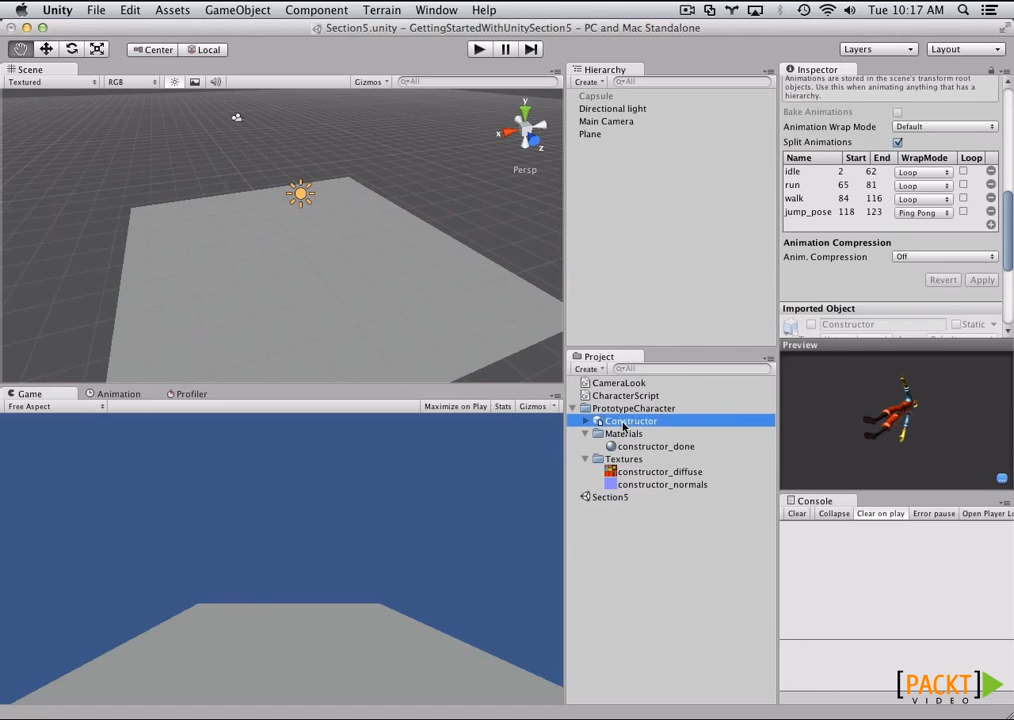 Unity File Edit Assets GameObject Component Terrain Window Help Tue 10:17 AM
Section5.unity - GettingStartedWithUnitySection5 - PC and Mac Standalone
Center Local Layers Layout
Scene
Textured RGB Gizmos All
y
x
z
Persp
Game Animation Profiler
Free Aspect Maximize on Play Stats Gizmos
Hierarchy
Create All
Capsule
Directional light
Main Camera
Plane
Project
Create All
CameraLook
CharacterScript
PrototypeCharacter
Constructor
Materials
constructor_done
Textures
constructor_diffuse
constructor_normals
Section5
Inspector
Animations are stored in the scene's transform root
objects. Use this when animating anything that has a
hierarchy.
Bake Animations
Animation Wrap Mode Default
Split Animations
Name Start End WrapMode Loop
idle 2 62 Loop
run 65 81 Loop
walk 84 116 Loop
jump_pose 118 123 Ping Pong
Animation Compression
Anim. Compression Off
Revert Apply
Imported Object
Constructor Static
Preview
Console
Clear Collapse Clear on play Error pause Open Player Lo
[PACKT]
VIDEO